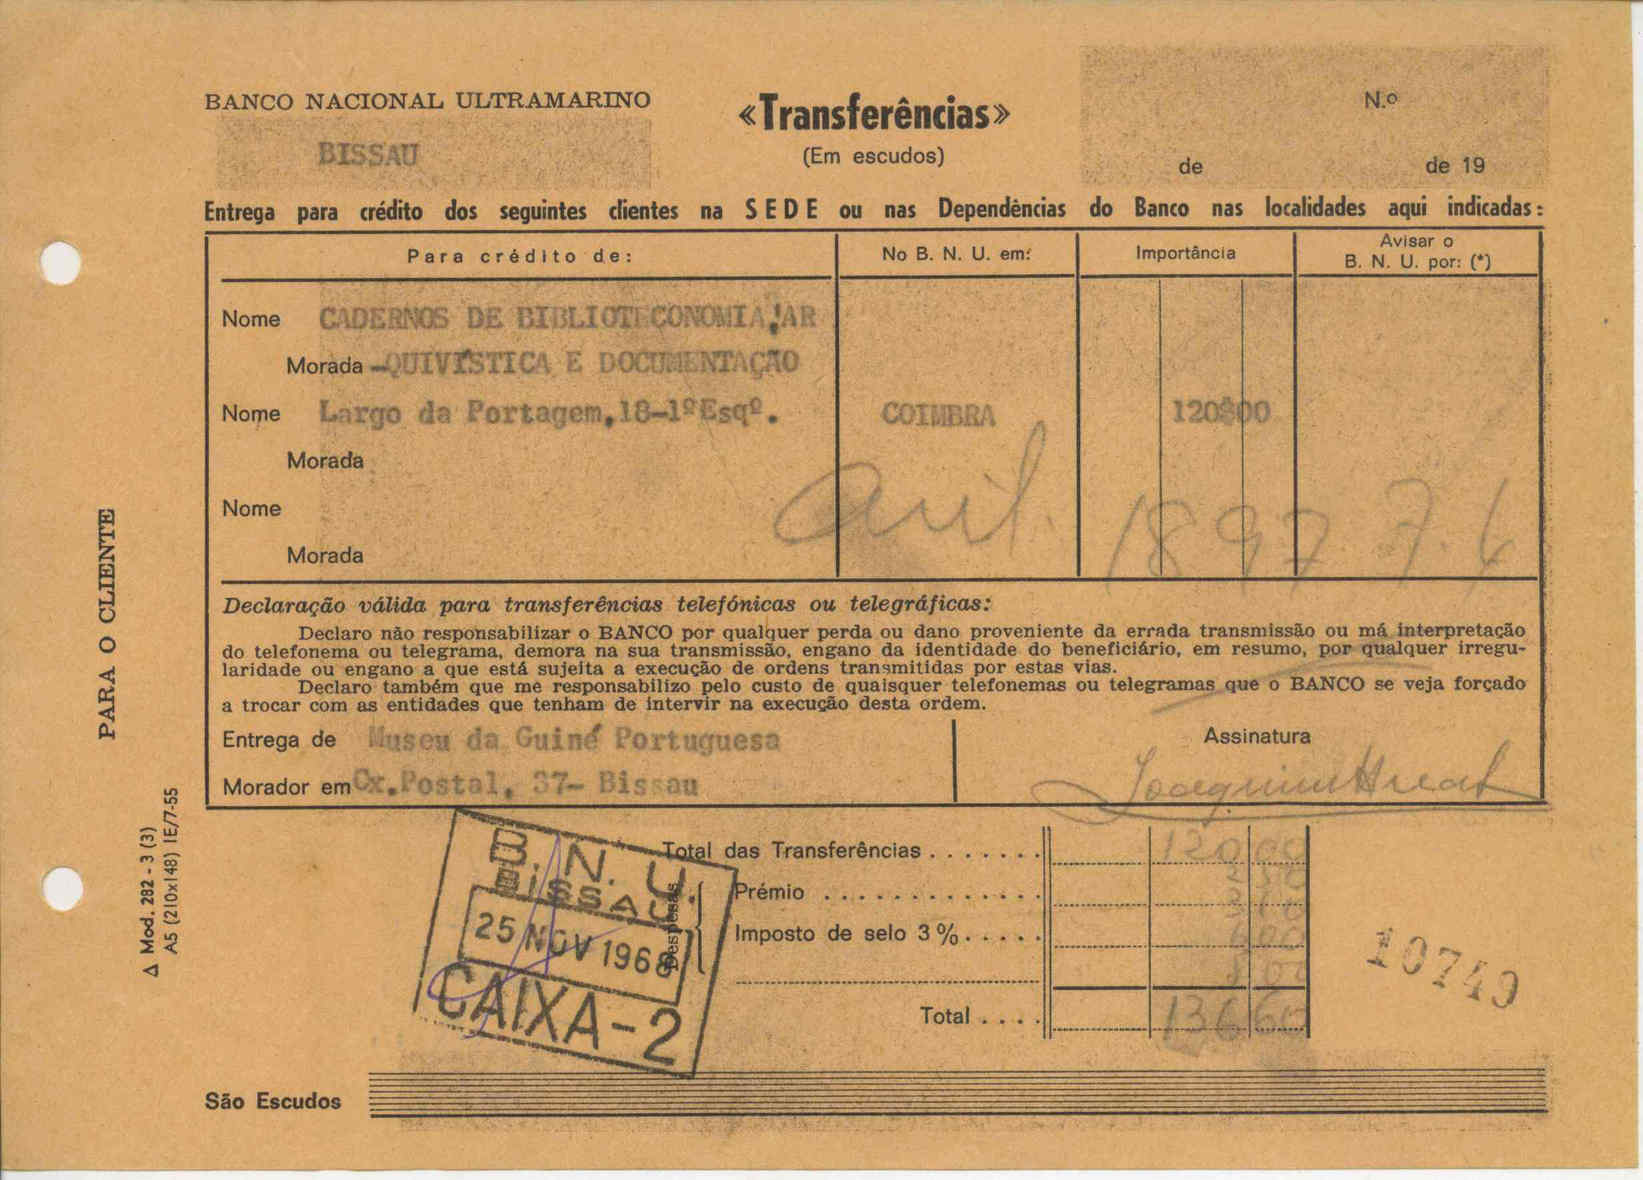 BANCO NACIONAL ULTRAMARINO
BISSAU
«Transferências»
(Em escudos)
N.º
de de 19
Entrega para crédito dos seguintes clientes na SEDE ou nas Dependências do Banco nas localidades aqui indicadas:
Para crédito de: No B. N. U. em: Importância Avisar o B. N. U. por: (*)
Nome CADERNOS DE BIBLIOTECONOMIA, AR
Morada -QUIVÍSTICA E DOCUMENTAÇÃO
Nome Largo da Portagem,18-1ºEsqº. COIMBRA 120$00
Morada
Nome
1897 7.6
Morada
Declaração válida para transferências telefónicas ou telegráficas:
Declaro não responsabilizar o BANCO por qualquer perda ou dano proveniente da errada transmissão ou má interpretação
do telefonema ou telegrama, demora na sua transmissão, engano da identidade do beneficiário, em resumo, por qualquer irregu-
laridade ou engano a que está sujeita a execução de ordens transmitidas por estas vias.
Declaro também que me responsabilizo pelo custo de quaisquer telefonemas ou telegramas que o BANCO se veja forçado
a trocar com as entidades que tenham de intervir na execução desta ordem.
Entrega de Museu da Guiné Portuguesa Assinatura
Morador em Cx.Postal, 37- Bissau
B. N. U.
BISSAU
25 NOV 1968
CAIXA-2
Total das Transferências . . . . . . . 120 00
Despesas
Prémio . . . . . . . . . . . . .
Imposto de selo 3% . . . . . 
Total . . . . 136 60
10749
São Escudos
PARA O CLIENTE
Δ Mod. 282 - 3 (3)
A5 (210x148) IE/7-55